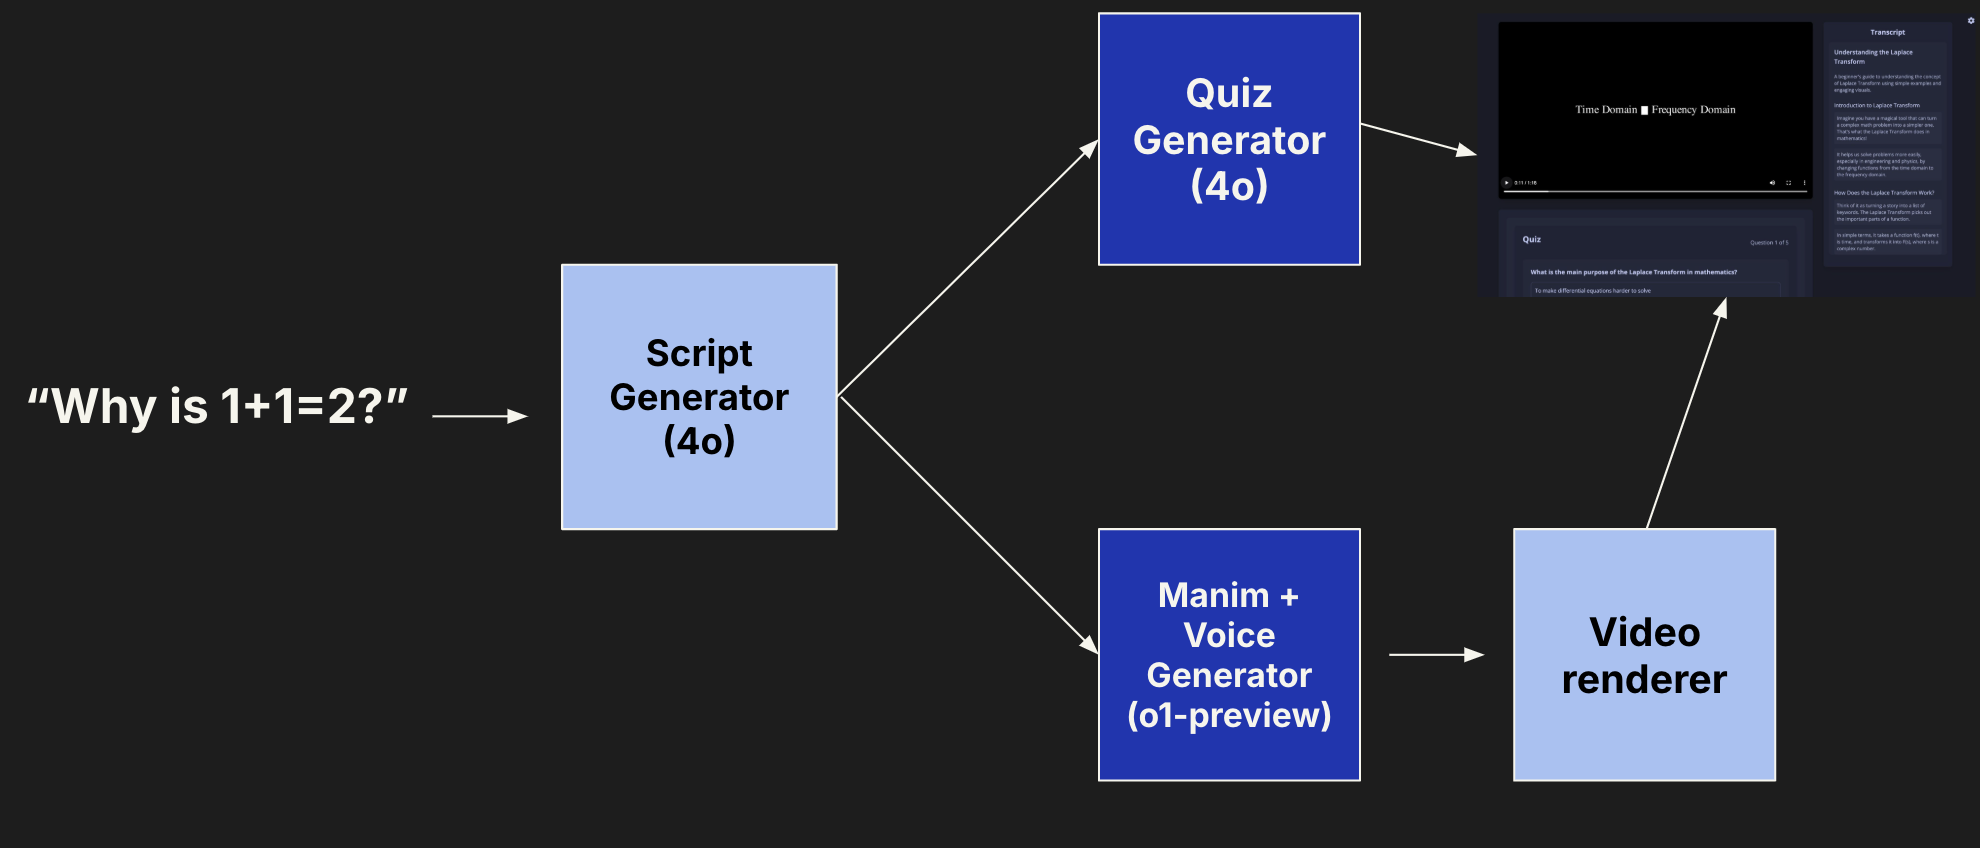 “Why is 1+1=2?”
Script
Generator
(4o)
Quiz
Generator
(4o)
Manim +
Voice
Generator
(o1-preview)
Video
renderer
Time Domain ■ Frequency Domain
0:11 / 1:18
Quiz
Question 1 of 5
What is the main purpose of the Laplace Transform in mathematics?
To make differential equations harder to solve
Transcript
Understanding the Laplace
Transform
A beginner's guide to understanding the concept
of Laplace Transform using simple examples and
engaging visuals.
Introduction to Laplace Transform
Imagine you have a magical tool that can turn
a complex math problem into a simpler one.
That's what the Laplace Transform does in
mathematics!
It helps us solve problems more easily,
especially in engineering and physics, by
changing functions from the time domain to
the frequency domain.
How Does the Laplace Transform Work?
Think of it as turning a story into a list of
keywords. The Laplace Transform picks out
the important parts of a function.
In simple terms, it takes a function f(t), where t
is time, and transforms it into F(s), where s is a
complex number.